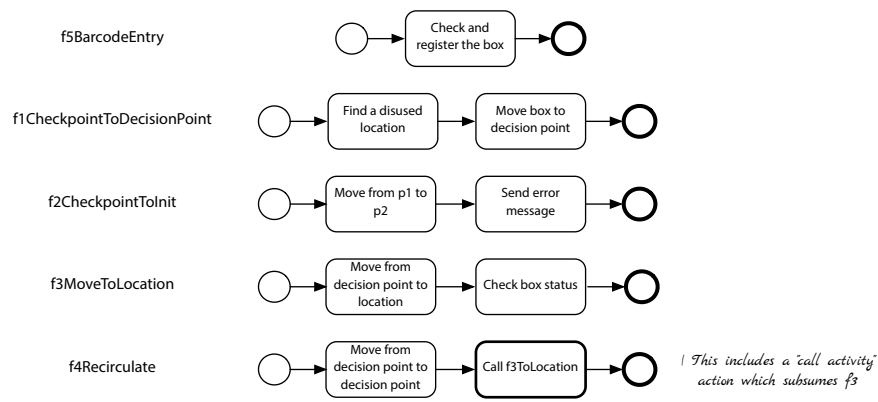 f5BarcodeEntry
Check and
register the box
f1CheckpointToDecisionPoint
Find a disused
location
Move box to
decision point
f2CheckpointToInit
Move from p1 to
p2
Send error
message
f3MoveToLocation
Move from
decision point to
location
Check box status
f4Recirculate
Move from
decision point to
decision point
Call f3ToLocation
This includes a "call activity"
action which subsumes f3